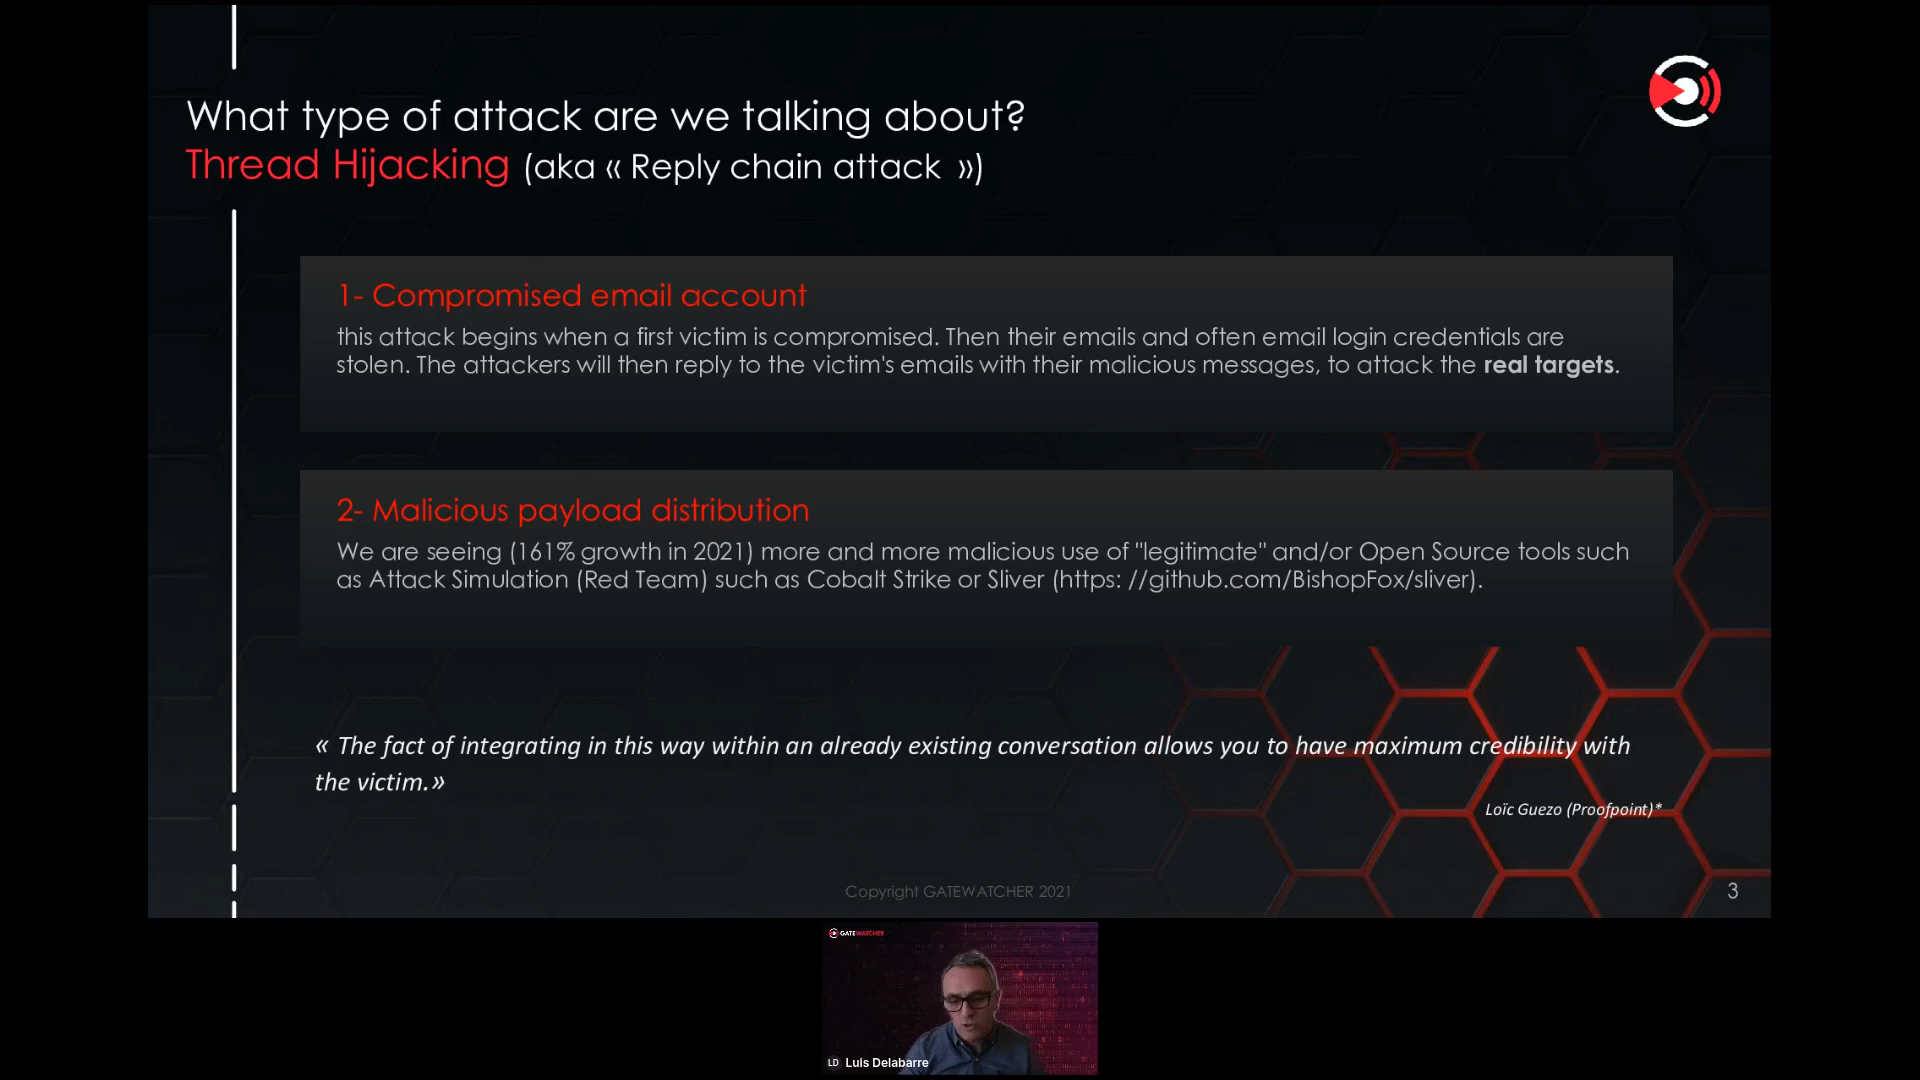 What type of attack are we talking about?
Thread Hijacking (aka « Reply chain attack  »)
1- Compromised email account
this attack begins when a first victim is compromised. Then their emails and often email login credentials are
stolen. The attackers will then reply to the victim's emails with their malicious messages, to attack the real targets.
2- Malicious payload distribution
We are seeing (161% growth in 2021) more and more malicious use of "legitimate" and/or Open Source tools such
as Attack Simulation (Red Team) such as Cobalt Strike or Sliver (https: //github.com/BishopFox/sliver).
« The fact of integrating in this way within an already existing conversation allows you to have maximum credibility with
the victim.»
Loïc Guezo (Proofpoint)*
Copyright GATEWATCHER 2021
3
GATEWATCHER
LD Luis Delabarre